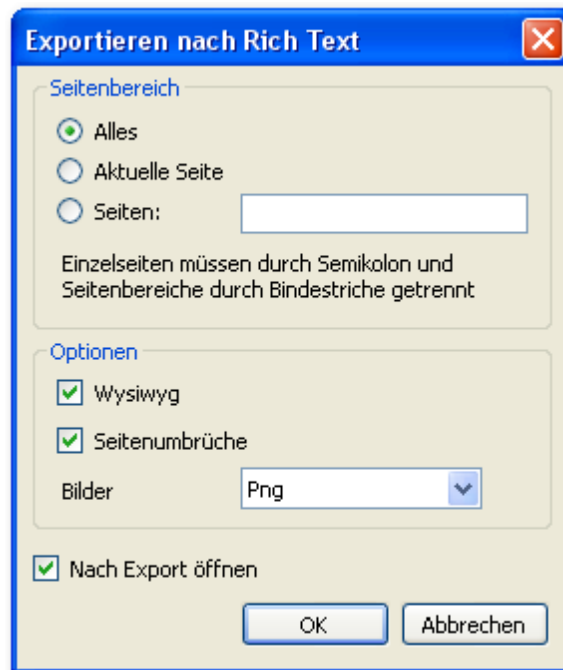 Exportieren nach Rich Text
Seitenbereich
Alles
Aktuelle Seite
Seiten:
Einzelseiten müssen durch Semikolon und
Seitenbereiche durch Bindestriche getrennt
Optionen
Wysiwyg
Seitenumbrüche
Bilder Png
Nach Export öffnen
OK Abbrechen